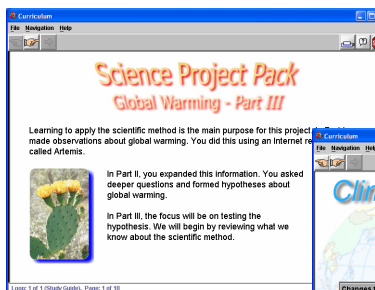 Curriculum
File Navigation Help
Science Project Pack
Global Warming - Part III
Learning to apply the scientific method is the main purpose for this project
made observations about global warming. You did this using an Internet re
called Artemis.
In Part II, you expanded this information. You asked
deeper questions and formed hypotheses about
global warming.
In Part III, the focus will be on testing the
hypothesis. We will begin by reviewing what we
know about the scientific method.
Loop: 1 of 1 (Study Guide), Page: 1 of 10
Curriculum
File Navigation Help
Clim
Changes